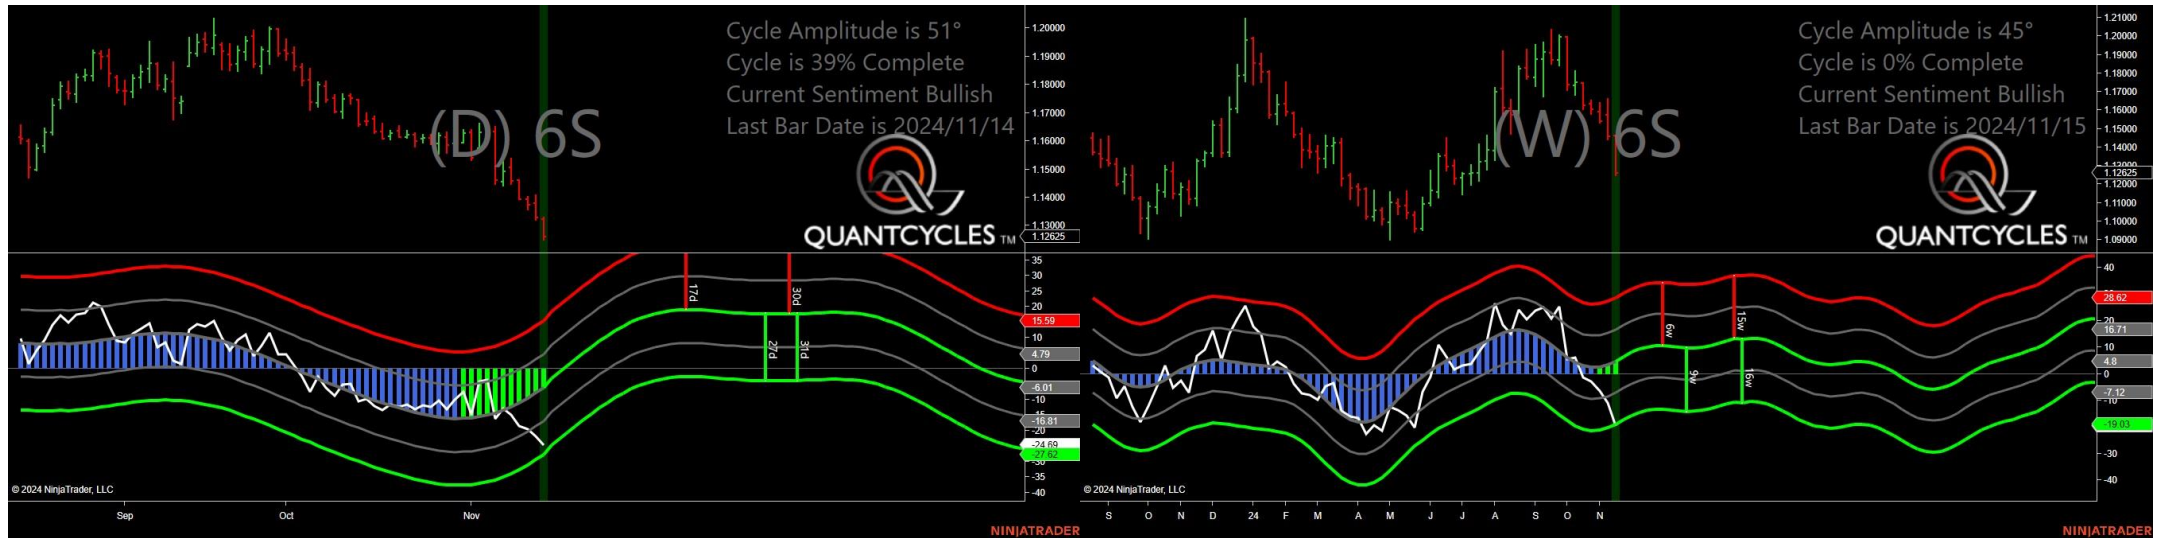 Cycle Amplitude is 51°
Cycle is 39% Complete
Current Sentiment Bullish
Last Bar Date is 2024/11/14
(D) 6S
QUANTCYCLES TM
1.20000
1.19000
1.18000
1.17000
1.16000
1.15000
1.14000
1.13000
1.12625
17d
30d
27d
31d
35
30
25
20
15.59
10
4.79
0
-6.01
-10
-15
-16.81
-20
-24.69
-27.62
-30
-35
-40
© 2024 NinjaTrader, LLC
Sep Oct Nov
NINJATRADER
Cycle Amplitude is 45°
Cycle is 0% Complete
Current Sentiment Bullish
Last Bar Date is 2024/11/15
(W) 6S
QUANTCYCLES TM
1.21000
1.20000
1.19000
1.18000
1.17000
1.16000
1.15000
1.14000
1.13000
1.12625
1.12000
1.10000
1.09000
6w
15w
9w
16w
40
28.62
16.71
10
4.8
0
-7.12
-10
-19.03
-30
-40
© 2024 NinjaTrader, LLC
S O N D 24 F M A M J J A S O N
NINJATRADER